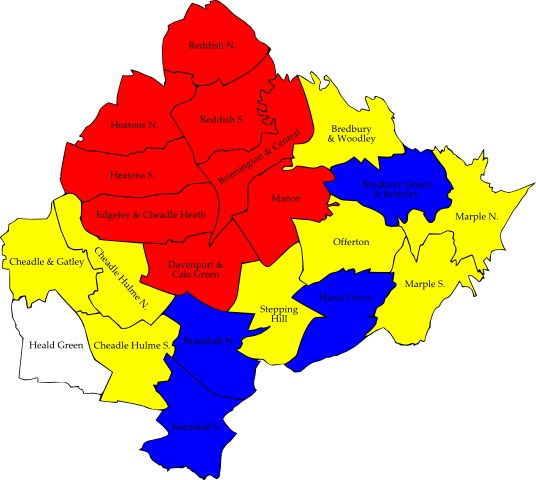 Reddish N.
Heatons N.
Reddish S.
Bredbury
& Woodley
Brinnington & Central
Heatons S.
Bredbury Green
& Romiley
Manor
Edgeley & Cheadle Heath
Marple N.
Offerton
Cheadle & Gatley
Cheadle Hulme N.
Davenport &
Cale Green
Marple S.
Hazel Grove
Stepping
Hill
Heald Green
Cheadle Hulme S.
Bramhall N.
Bramhall S.